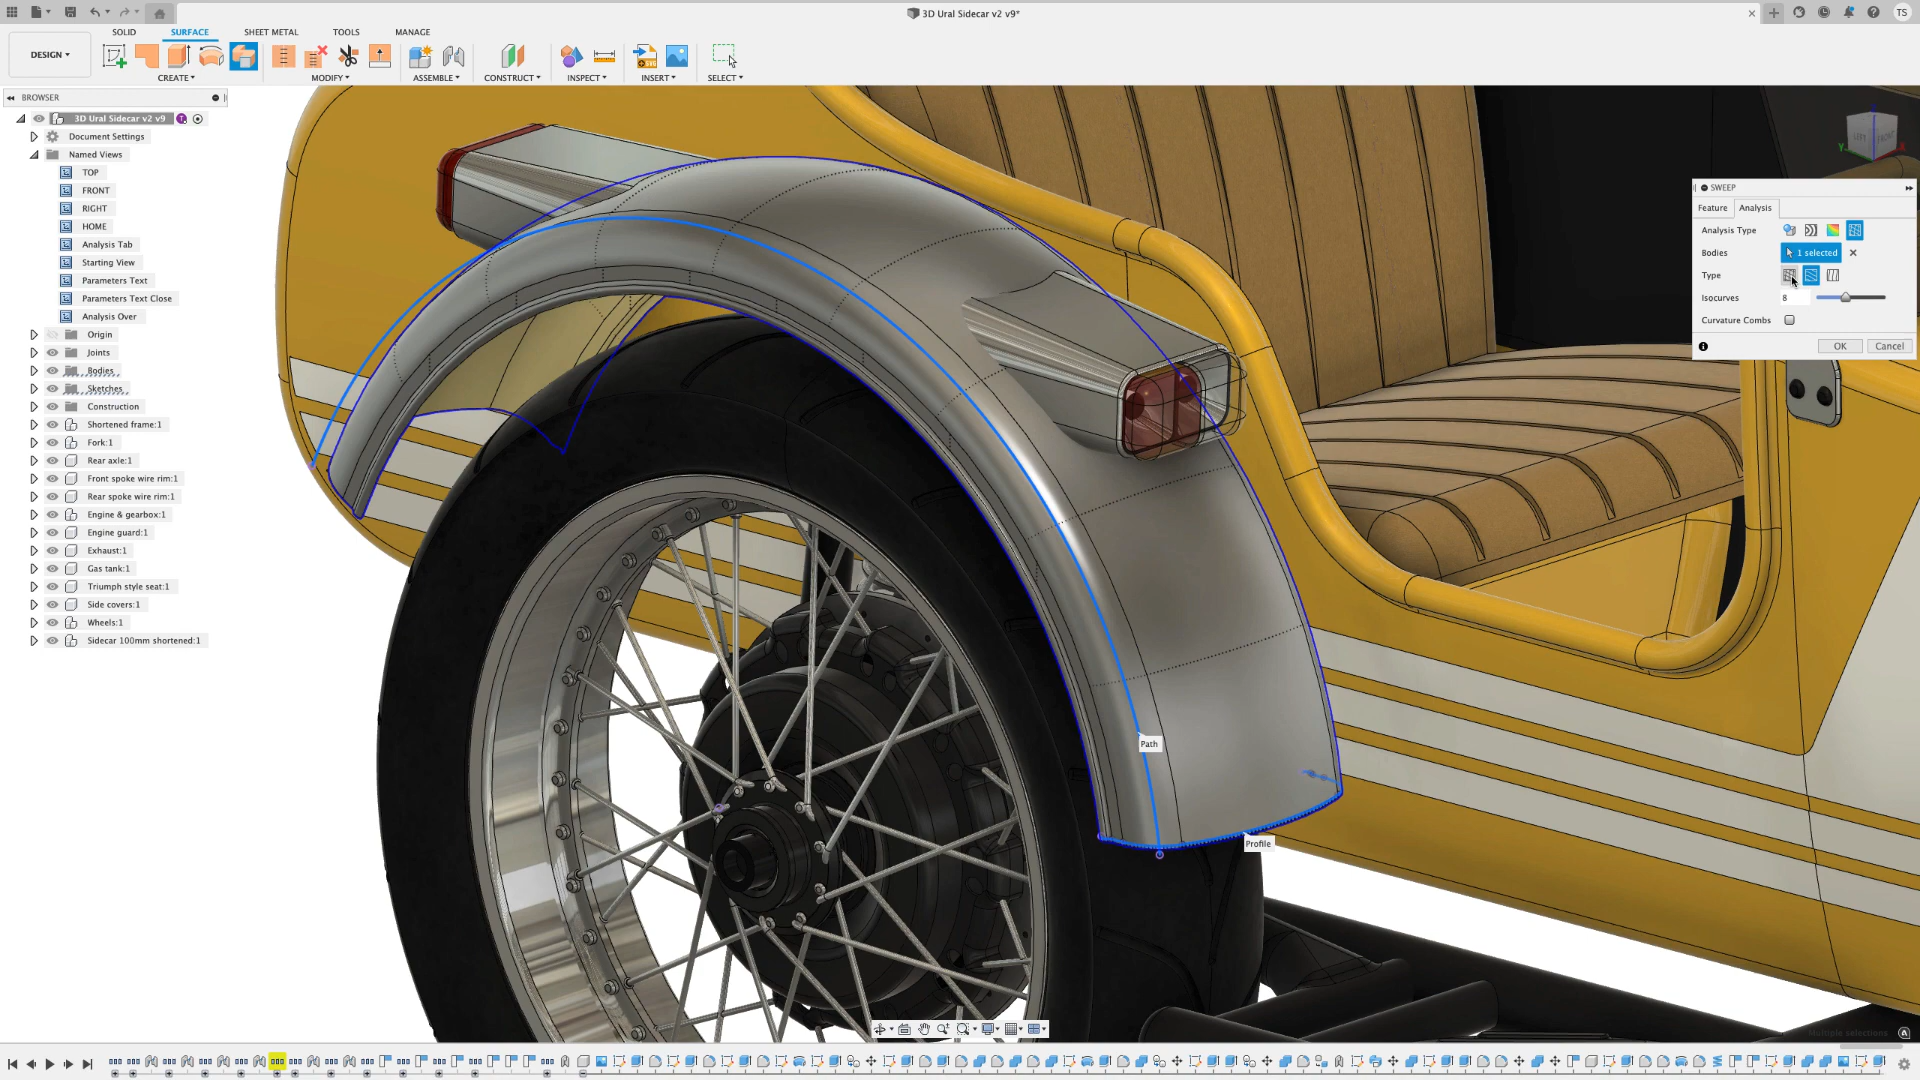 3D Ural Sidecar v2 v9*
TS
DESIGN
SOLID
SURFACE
SHEET METAL
TOOLS
MANAGE
CREATE
MODIFY
ASSEMBLE
CONSTRUCT
INSPECT
INSERT
SELECT
BROWSER
3D Ural Sidecar v2 v9
Document Settings
Named Views
TOP
FRONT
RIGHT
HOME
Analysis Tab
Starting View
Parameters Text
Parameters Text Close
Analysis Over
Origin
Joints
Bodies
Sketches
Construction
Shortened frame:1
Fork:1
Rear axle:1
Front spoke wire rim:1
Rear spoke wire rim:1
Engine & gearbox:1
Engine guard:1
Exhaust:1
Gas tank:1
Triumph style seat:1
Side covers:1
Wheels:1
Sidecar 100mm shortened:1
SWEEP
Feature
Analysis
Analysis Type
Bodies
1 selected
Type
Isocurves
8
Curvature Combs
OK
Cancel
Path
Profile
Multiple selections